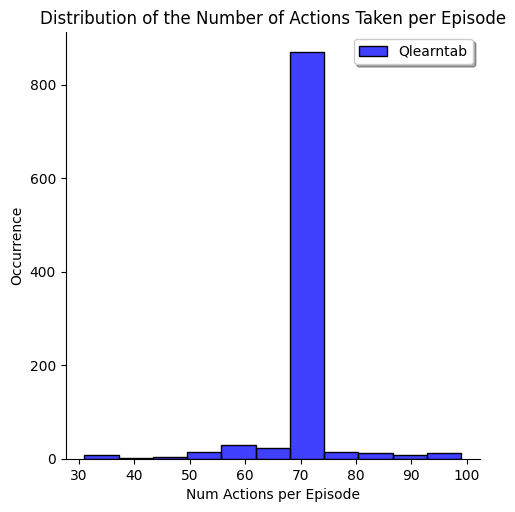 Distribution of the Number of Actions Taken per Episode
Qlearntab
Occurrence
800
600
400
200
0
30 40 50 60 70 80 90 100
Num Actions per Episode